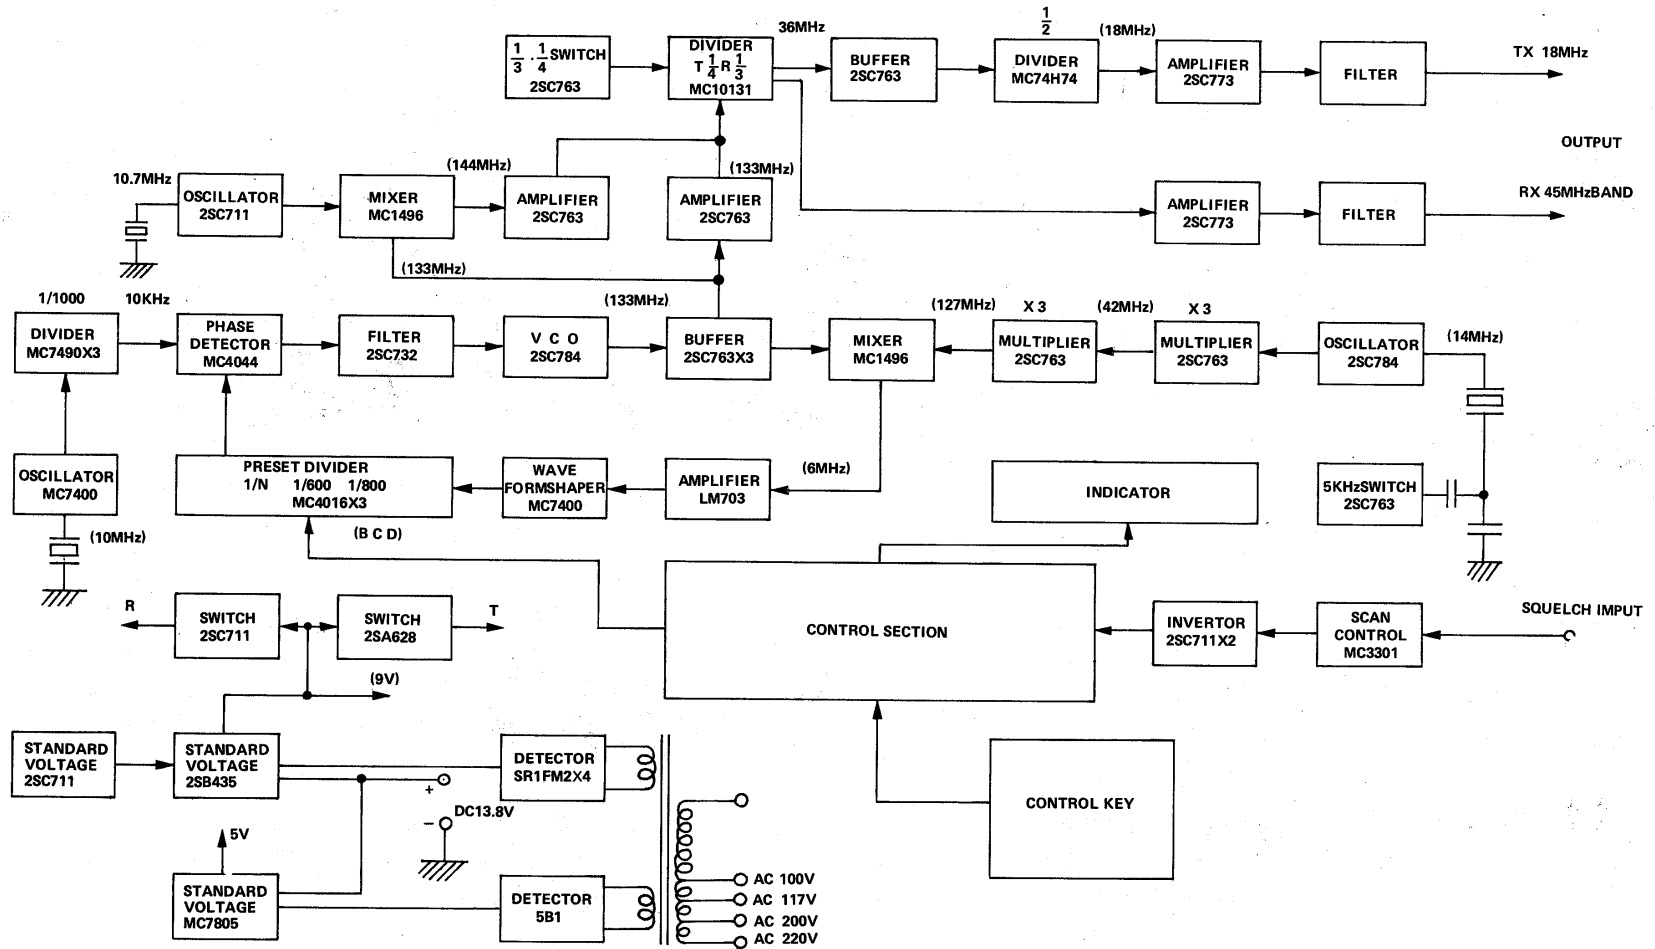 36MHz
1/2
(18MHz)
1/3 · 1/4 SWITCH
2SC763
DIVIDER
T 1/4 R 1/3
MC10131
BUFFER
2SC763
DIVIDER
MC74H74
AMPLIFIER
2SC773
FILTER
TX 18MHz
OUTPUT
10.7MHz
OSCILLATOR
2SC711
MIXER
MC1496
(144MHz)
AMPLIFIER
2SC763
(133MHz)
AMPLIFIER
2SC763
AMPLIFIER
2SC773
FILTER
RX 45MHzBAND
(133MHz)
1/1000
10KHz
(133MHz)
(127MHz)
X 3
(42MHz)
X 3
(14MHz)
DIVIDER
MC7490X3
PHASE
DETECTOR
MC4044
FILTER
2SC732
V C O
2SC784
BUFFER
2SC763X3
MIXER
MC1496
MULTIPLIER
2SC763
MULTIPLIER
2SC763
OSCILLATOR
2SC784
OSCILLATOR
MC7400
(10MHz)
PRESET DIVIDER
1/N 1/600 1/800
MC4016X3
(B C D)
WAVE
FORMSHAPER
MC7400
AMPLIFIER
LM703
(6MHz)
INDICATOR
5KHzSWITCH
2SC763
R
SWITCH
2SC711
SWITCH
2SA628
T
(9V)
CONTROL SECTION
INVERTOR
2SC711X2
SCAN
CONTROL
MC3301
SQUELCH IMPUT
STANDARD
VOLTAGE
2SC711
STANDARD
VOLTAGE
2SB435
DETECTOR
SR1FM2X4
+
DC13.8V
−
5V
STANDARD
VOLTAGE
MC7805
DETECTOR
5B1
CONTROL KEY
AC 100V
AC 117V
AC 200V
AC 220V